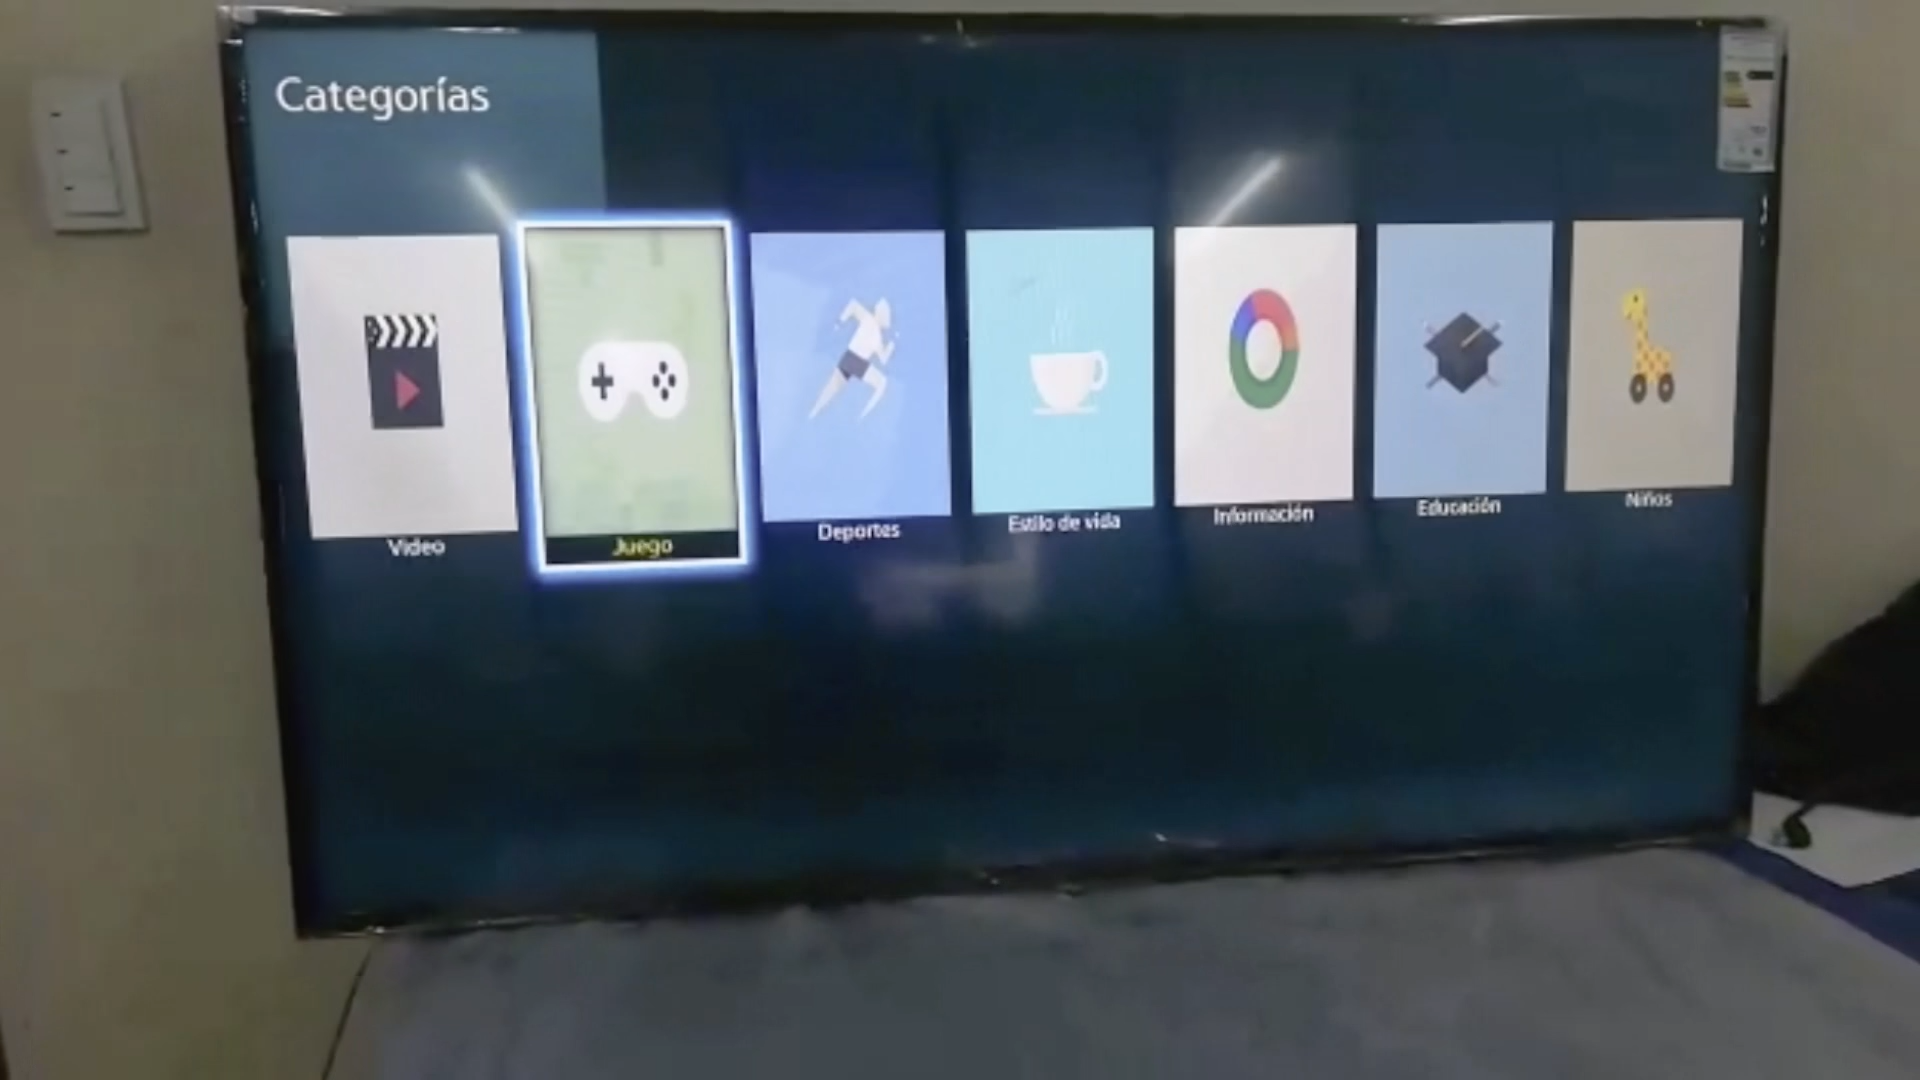 Categorías
Video
Juego
Deportes
Estilo de vida
Información
Educación
Niños